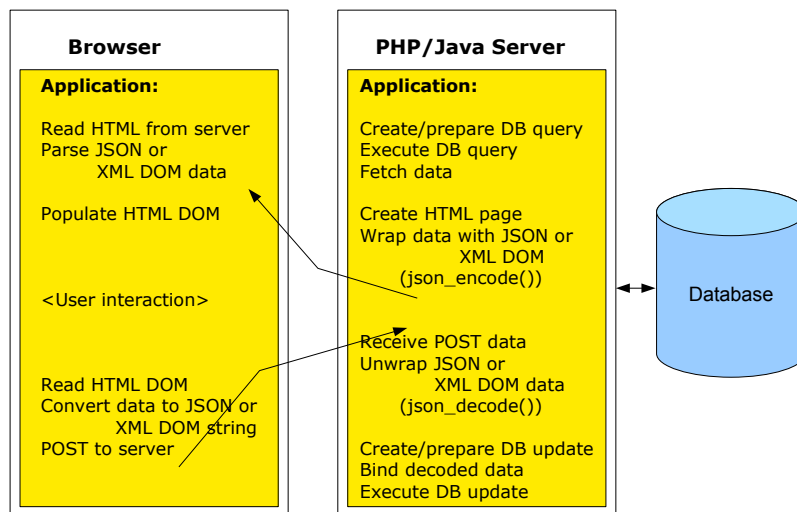 Browser
Application:
Read HTML from server
Parse JSON or
XML DOM data
Populate HTML DOM
<User interaction>
Read HTML DOM
Convert data to JSON or
XML DOM string
POST to server
PHP/Java Server
Application:
Create/prepare DB query
Execute DB query
Fetch data
Create HTML page
Wrap data with JSON or
XML DOM
(json_encode())
Receive POST data
Unwrap JSON or
XML DOM data
(json_decode())
Create/prepare DB update
Bind decoded data
Execute DB update
Database